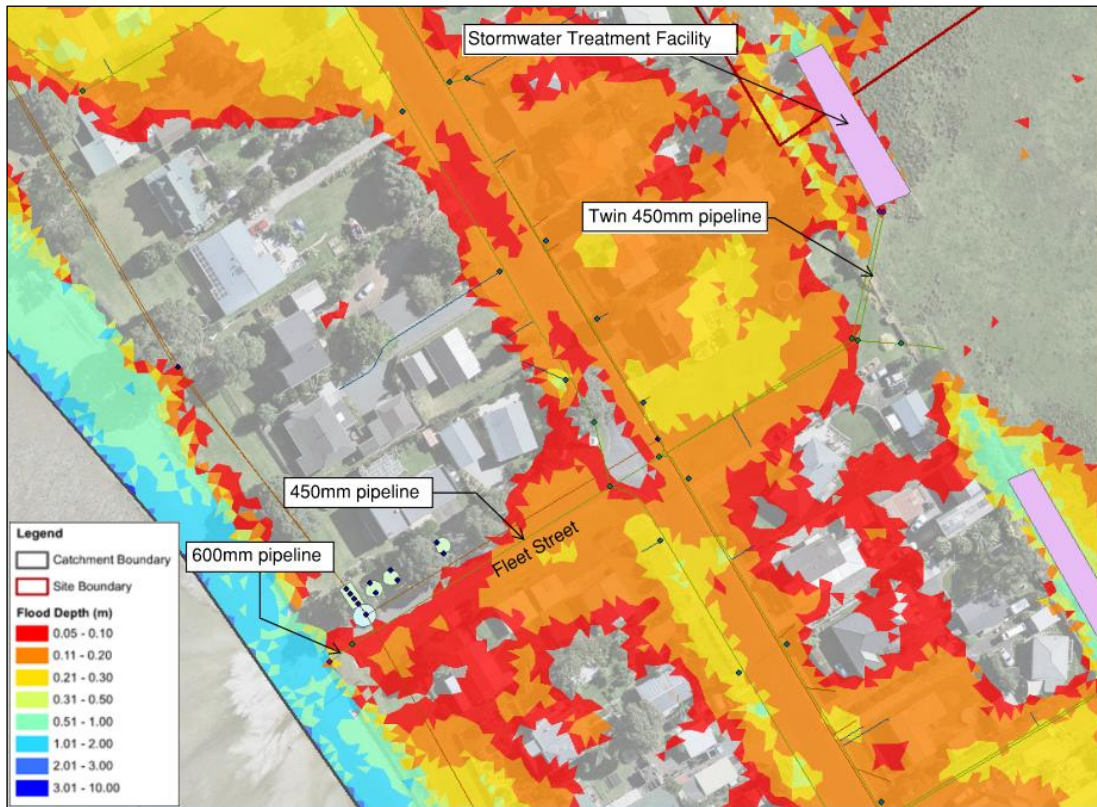 Stormwater Treatment Facility
Twin 450mm pipeline
450mm pipeline
Fleet Street
600mm pipeline
Legend
Catchment Boundary
Site Boundary
Flood Depth (m)
0.05 - 0.10
0.11 - 0.20
0.21 - 0.30
0.31 - 0.50
0.51 - 1.00
1.01 - 2.00
2.01 - 3.00
3.01 - 10.00